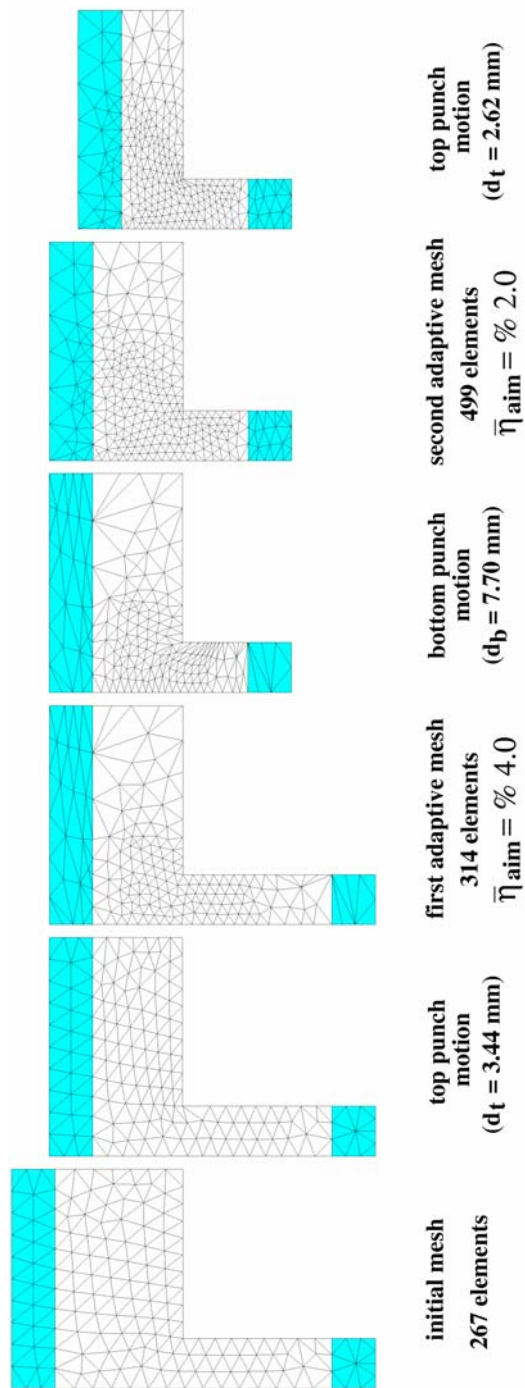 initial mesh
267 elements
top punch
motion
(dt = 3.44 mm)
first adaptive mesh
314 elements
η̅aim = % 4.0
bottom punch
motion
(db = 7.70 mm)
second adaptive mesh
499 elements
η̅aim = % 2.0
top punch
motion
(dt = 2.62 mm)